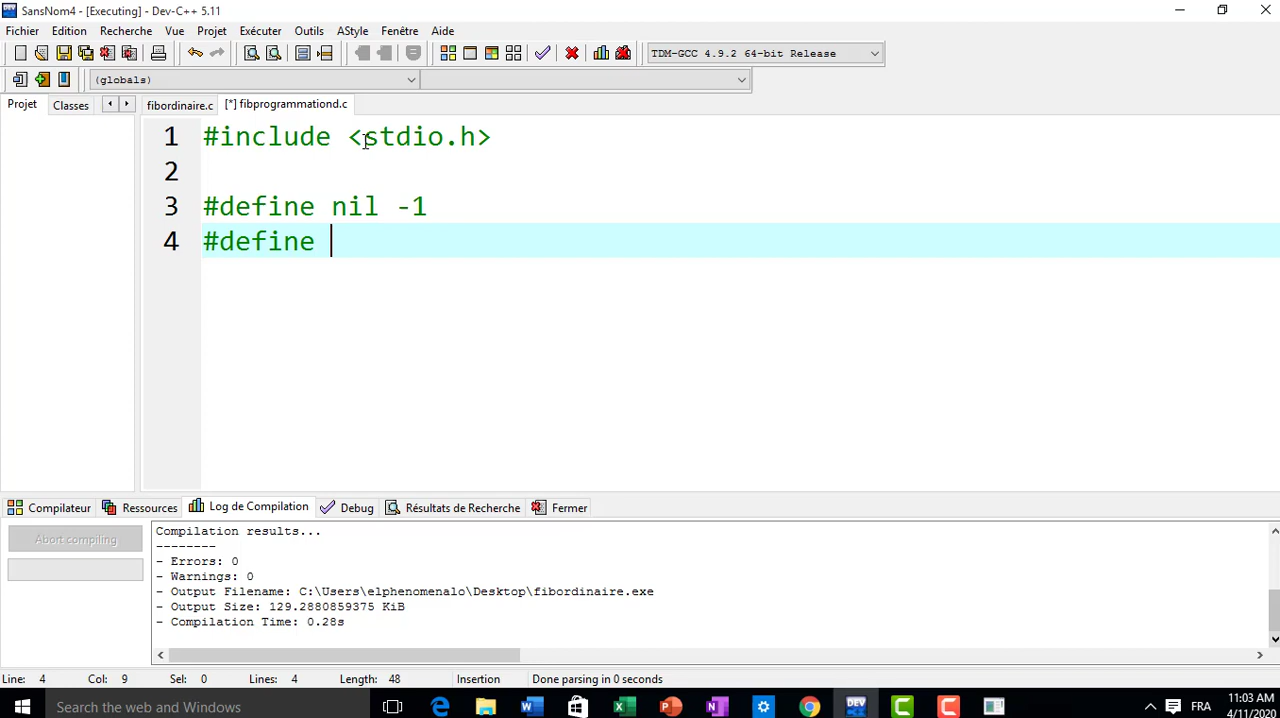 SansNom4 - [Executing] - Dev-C++ 5.11
Fichier Edition Recherche Vue Projet Exécuter Outils AStyle Fenêtre Aide
TDM-GCC 4.9.2 64-bit Release
(globals)
Projet Classes fibordinaire.c [*] fibprogrammationd.c
1 #include <stdio.h>
2
3 #define nil -1
4 #define
Compilateur Ressources Log de Compilation Debug Résultats de Recherche Fermer
Abort compiling
Compilation results...
--------
- Errors: 0
- Warnings: 0
- Output Filename: C:\Users\elphenomenalo\Desktop\fibordinaire.exe
- Output Size: 129.2880859375 KiB
- Compilation Time: 0.28s
Line: 4 Col: 9 Sel: 0 Lines: 4 Length: 48 Insertion Done parsing in 0 seconds
Search the web and Windows
DEV
FRA
11:03 AM
4/11/2020